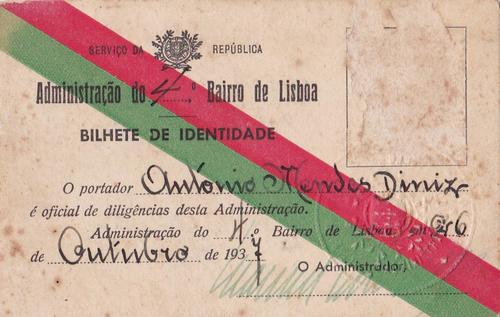 SERVIÇO DA REPÚBLICA
Administração do 4.º Bairro de Lisboa
BILHETE DE IDENTIDADE
O portador António Mendes Diniz
é oficial de diligências desta Administração.
Administração do 4.º Bairro de Lisboa, em 26
de Outubro de 1937
O Administrador,